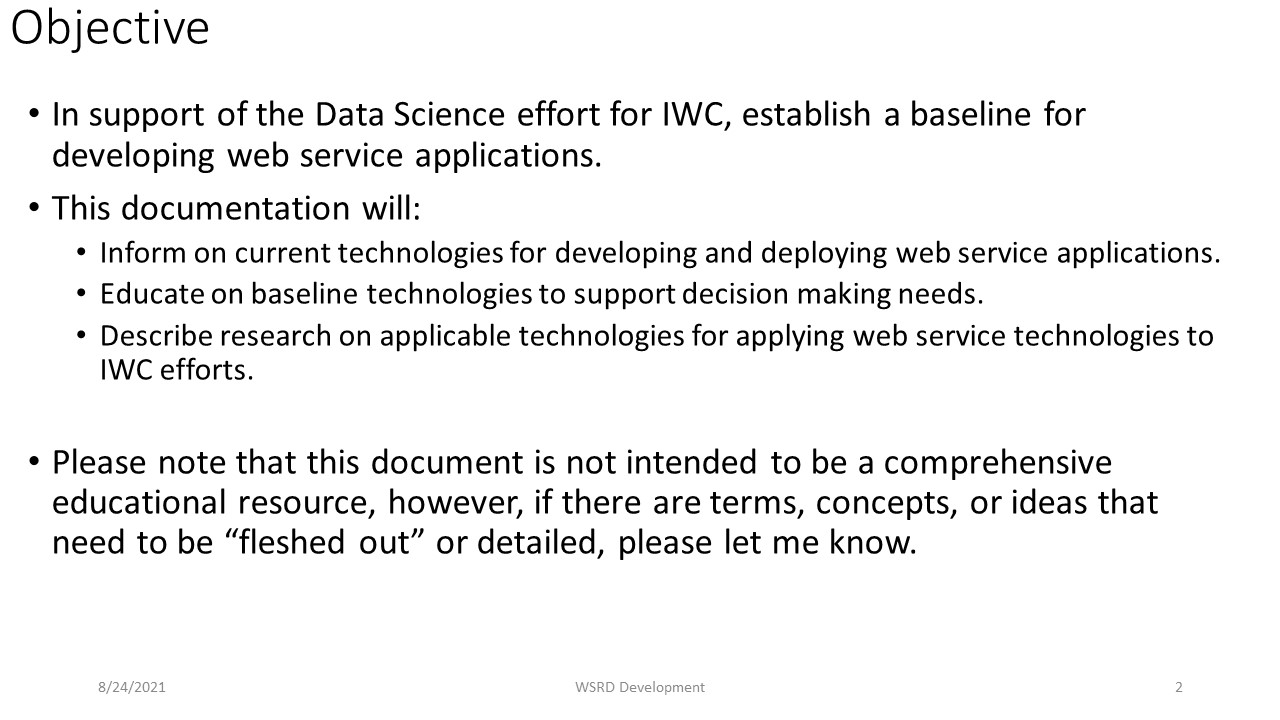 Objective
• In support of the Data Science effort for IWC, establish a baseline for
developing web service applications.
• This documentation will:
• Inform on current technologies for developing and deploying web service applications.
• Educate on baseline technologies to support decision making needs.
• Describe research on applicable technologies for applying web service technologies to
IWC efforts.
• Please note that this document is not intended to be a comprehensive
educational resource, however, if there are terms, concepts, or ideas that
need to be “fleshed out” or detailed, please let me know.
8/24/2021 WSRD Development 2